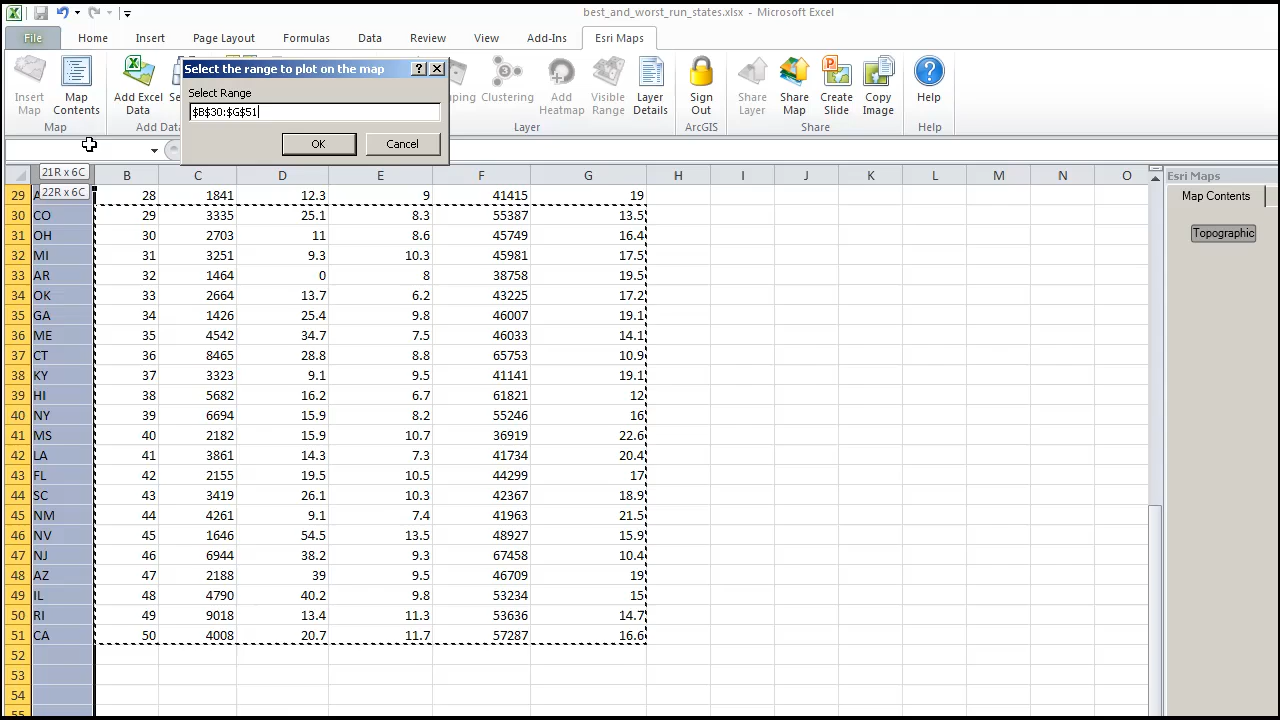 best_and_worst_run_states.xlsx - Microsoft Excel
File Home Insert Page Layout Formulas Data Review View Add-Ins Esri Maps
Insert Map
Map Contents
Map
Add Excel Data
Add Data
Select the range to plot on the map
Select Range
$B$30:$G$51
OK Cancel
Clustering
Add Heatmap
Visible Range
Layer Details
Layer
Sign Out
ArcGIS
Share Layer
Share Map
Create Slide
Copy Image
Share
Help
Help
21R x 6C
22R x 6C
B C D E F G H I J K L M N O
29 28 1841 12.3 9 41415 19
30 CO 29 3335 25.1 8.3 55387 13.5
31 OH 30 2703 11 8.6 45749 16.4
32 MI 31 3251 9.3 10.3 45981 17.5
33 AR 32 1464 0 8 38758 19.5
34 OK 33 2664 13.7 6.2 43225 17.2
35 GA 34 1426 25.4 9.8 46007 19.1
36 ME 35 4542 34.7 7.5 46033 14.1
37 CT 36 8465 28.8 8.8 65753 10.9
38 KY 37 3323 9.1 9.5 41141 19.1
39 HI 38 5682 16.2 6.7 61821 12
40 NY 39 6694 15.9 8.2 55246 16
41 MS 40 2182 15.9 10.7 36919 22.6
42 LA 41 3861 14.3 7.3 41734 20.4
43 FL 42 2155 19.5 10.5 44299 17
44 SC 43 3419 26.1 10.3 42367 18.9
45 NM 44 4261 9.1 7.4 41963 21.5
46 NV 45 1646 54.5 13.5 48927 15.9
47 NJ 46 6944 38.2 9.3 67458 10.4
48 AZ 47 2188 39 9.5 46709 19
49 IL 48 4790 40.2 9.8 53234 15
50 RI 49 9018 13.4 11.3 53636 14.7
51 CA 50 4008 20.7 11.7 57287 16.6
52
53
54
Esri Maps
Map Contents
Topographic